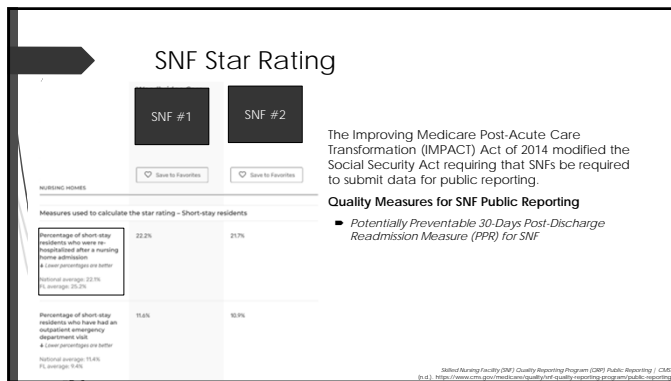 SNF Star Rating
SNF #1
SNF #2
Save to Favorites
Save to Favorites
NURSING HOMES
Measures used to calculate the star rating – Short-stay residents
Percentage of short-stay
residents who were re-
hospitalized after a nursing
home admission
↓ Lower percentages are better
National average: 22.1%
FL average: 25.2%
22.2%
21.7%
Percentage of short-stay
residents who have had an
outpatient emergency
department visit
↓ Lower percentages are better
National average: 11.4%
FL average: 9.4%
11.6%
10.9%
The Improving Medicare Post-Acute Care
Transformation (IMPACT) Act of 2014 modified the
Social Security Act requiring that SNFs be required
to submit data for public reporting.
Quality Measures for SNF Public Reporting
Potentially Preventable 30-Days Post-Discharge
Readmission Measure (PPR) for SNF
Skilled Nursing Facility (SNF) Quality Reporting Program (QRP) Public Reporting | CMS
(n.d.). https://www.cms.gov/medicare/quality/snf-quality-reporting-program/public-reporting